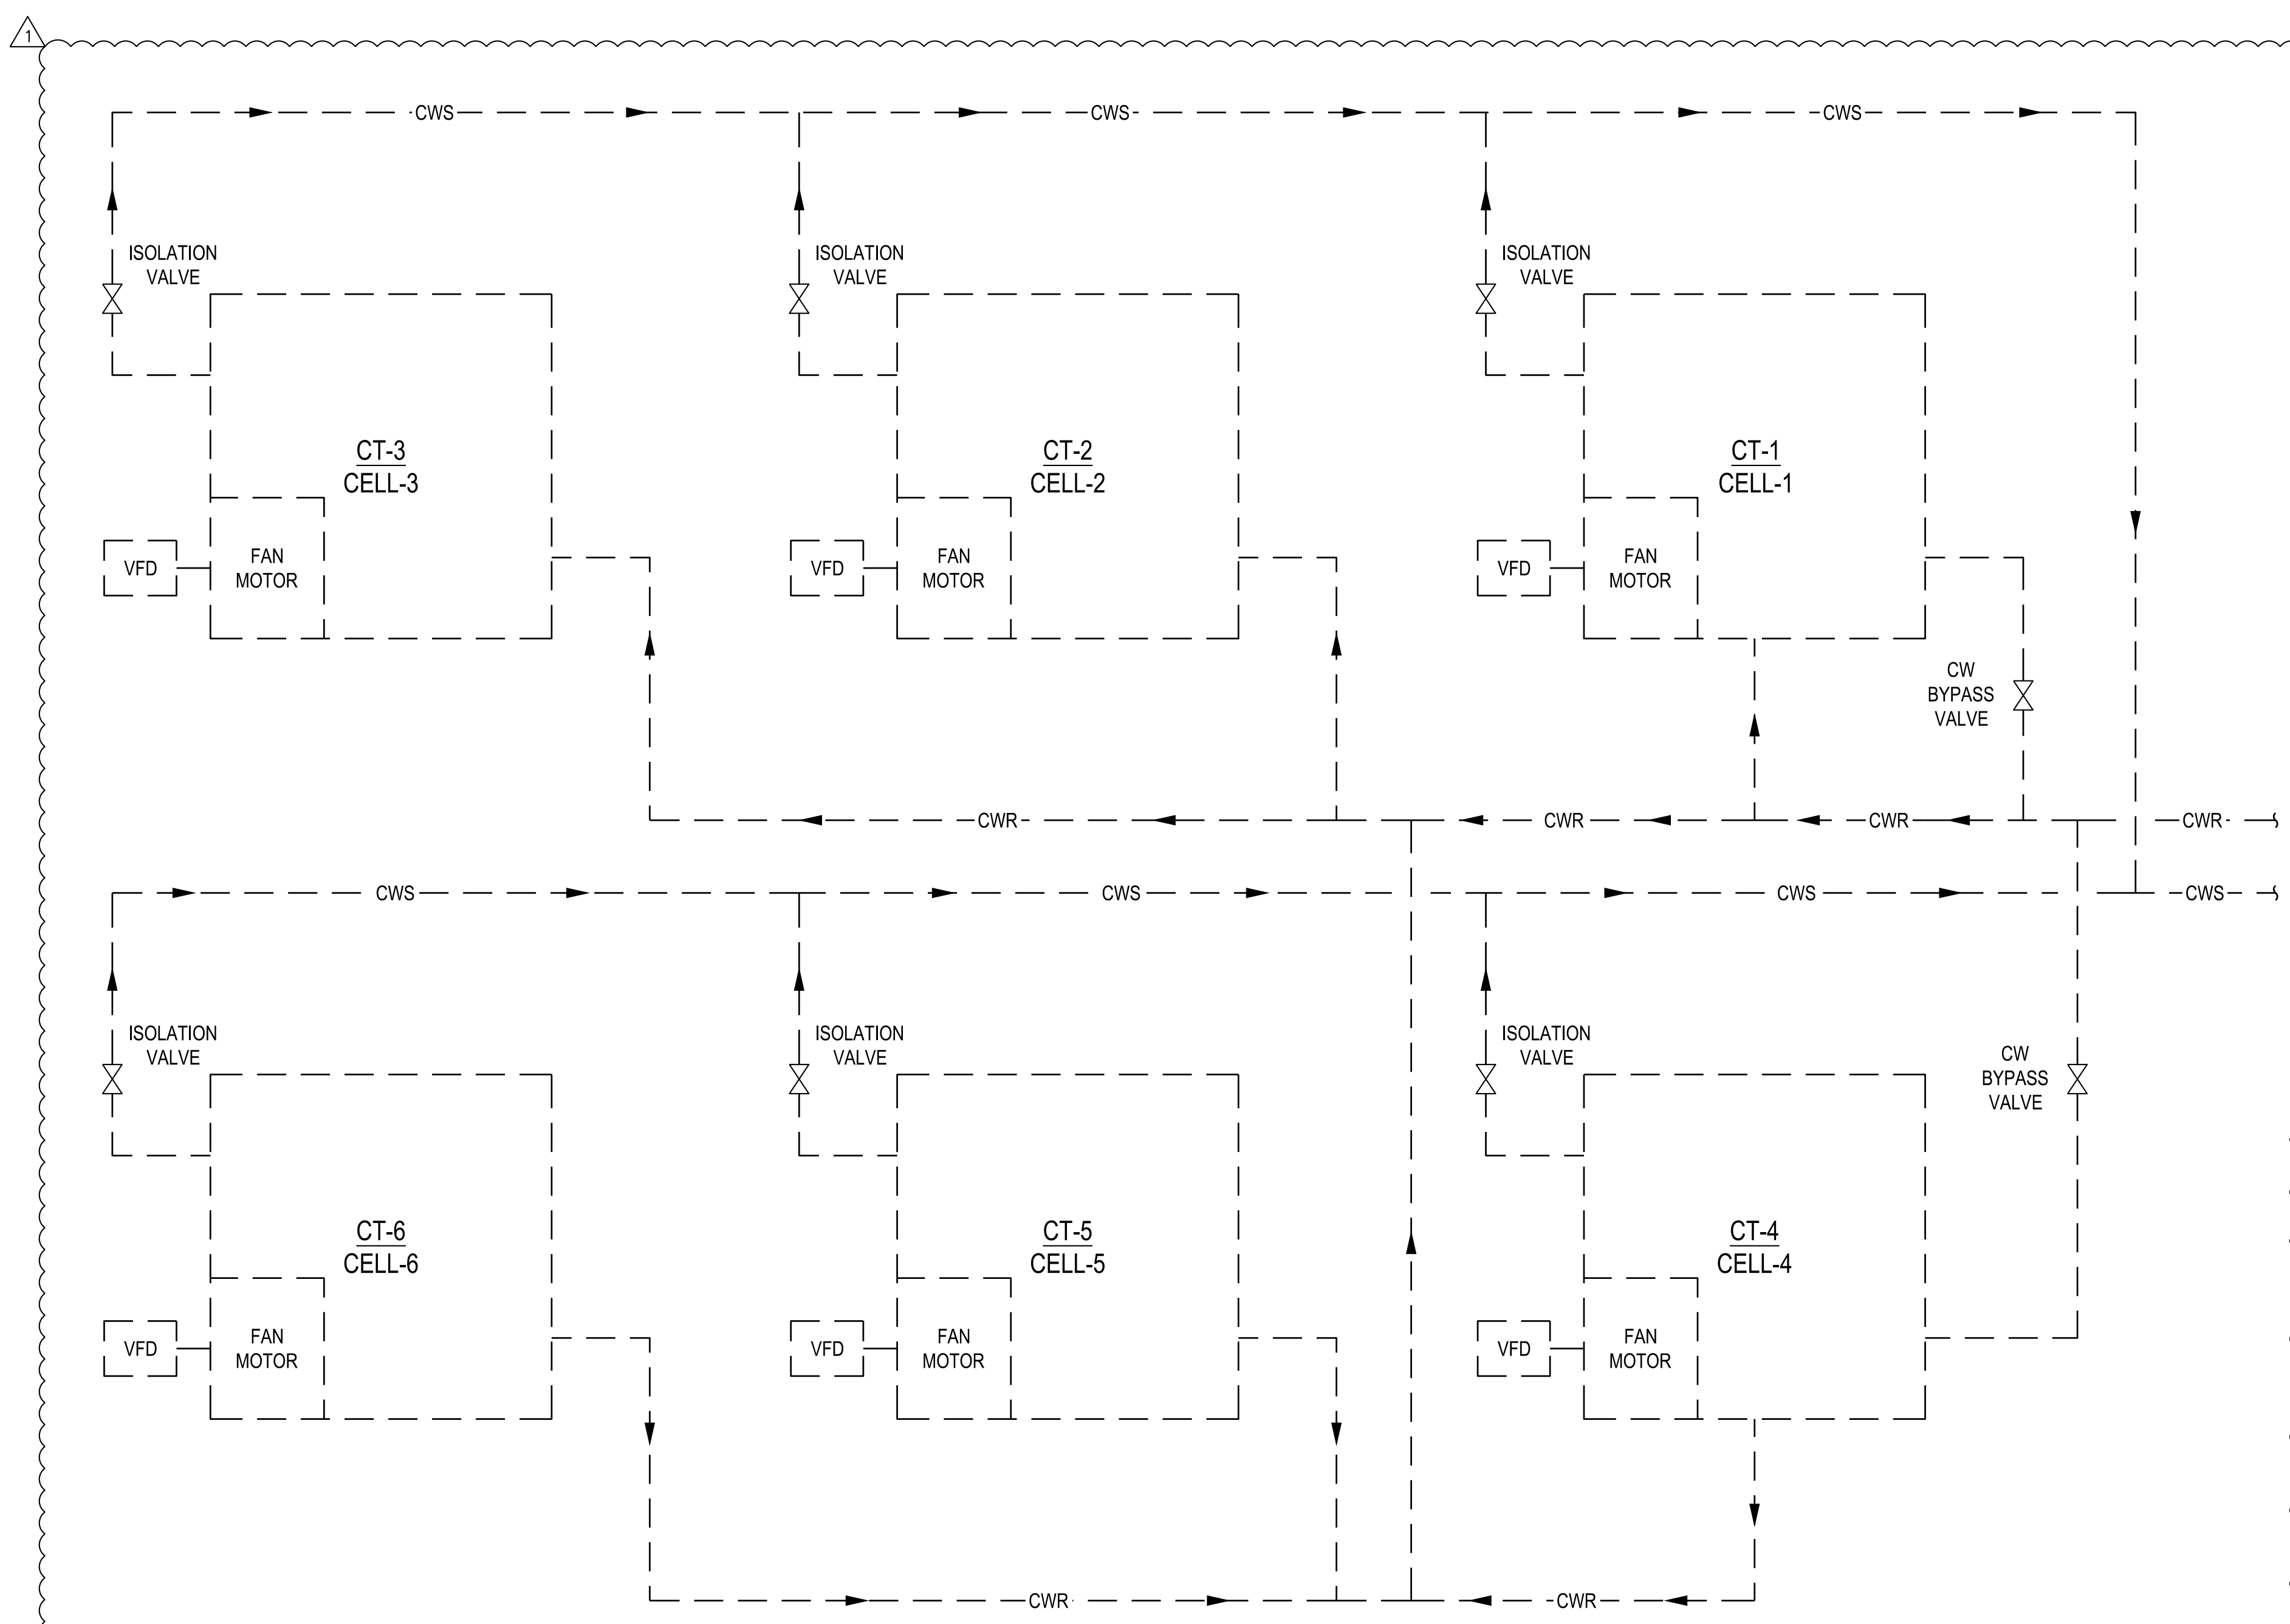 1
CWS
CWS
CWS
ISOLATION
VALVE
ISOLATION
VALVE
ISOLATION
VALVE
CT-3
CELL-3
CT-2
CELL-2
CT-1
CELL-1
VFD
FAN
MOTOR
VFD
FAN
MOTOR
VFD
FAN
MOTOR
CW
BYPASS
VALVE
CWR
CWR
CWR
CWR
CWS
CWS
CWS
CWS
ISOLATION
VALVE
ISOLATION
VALVE
ISOLATION
VALVE
CW
BYPASS
VALVE
CT-6
CELL-6
CT-5
CELL-5
CT-4
CELL-4
VFD
FAN
MOTOR
VFD
FAN
MOTOR
VFD
FAN
MOTOR
CWR
CWR